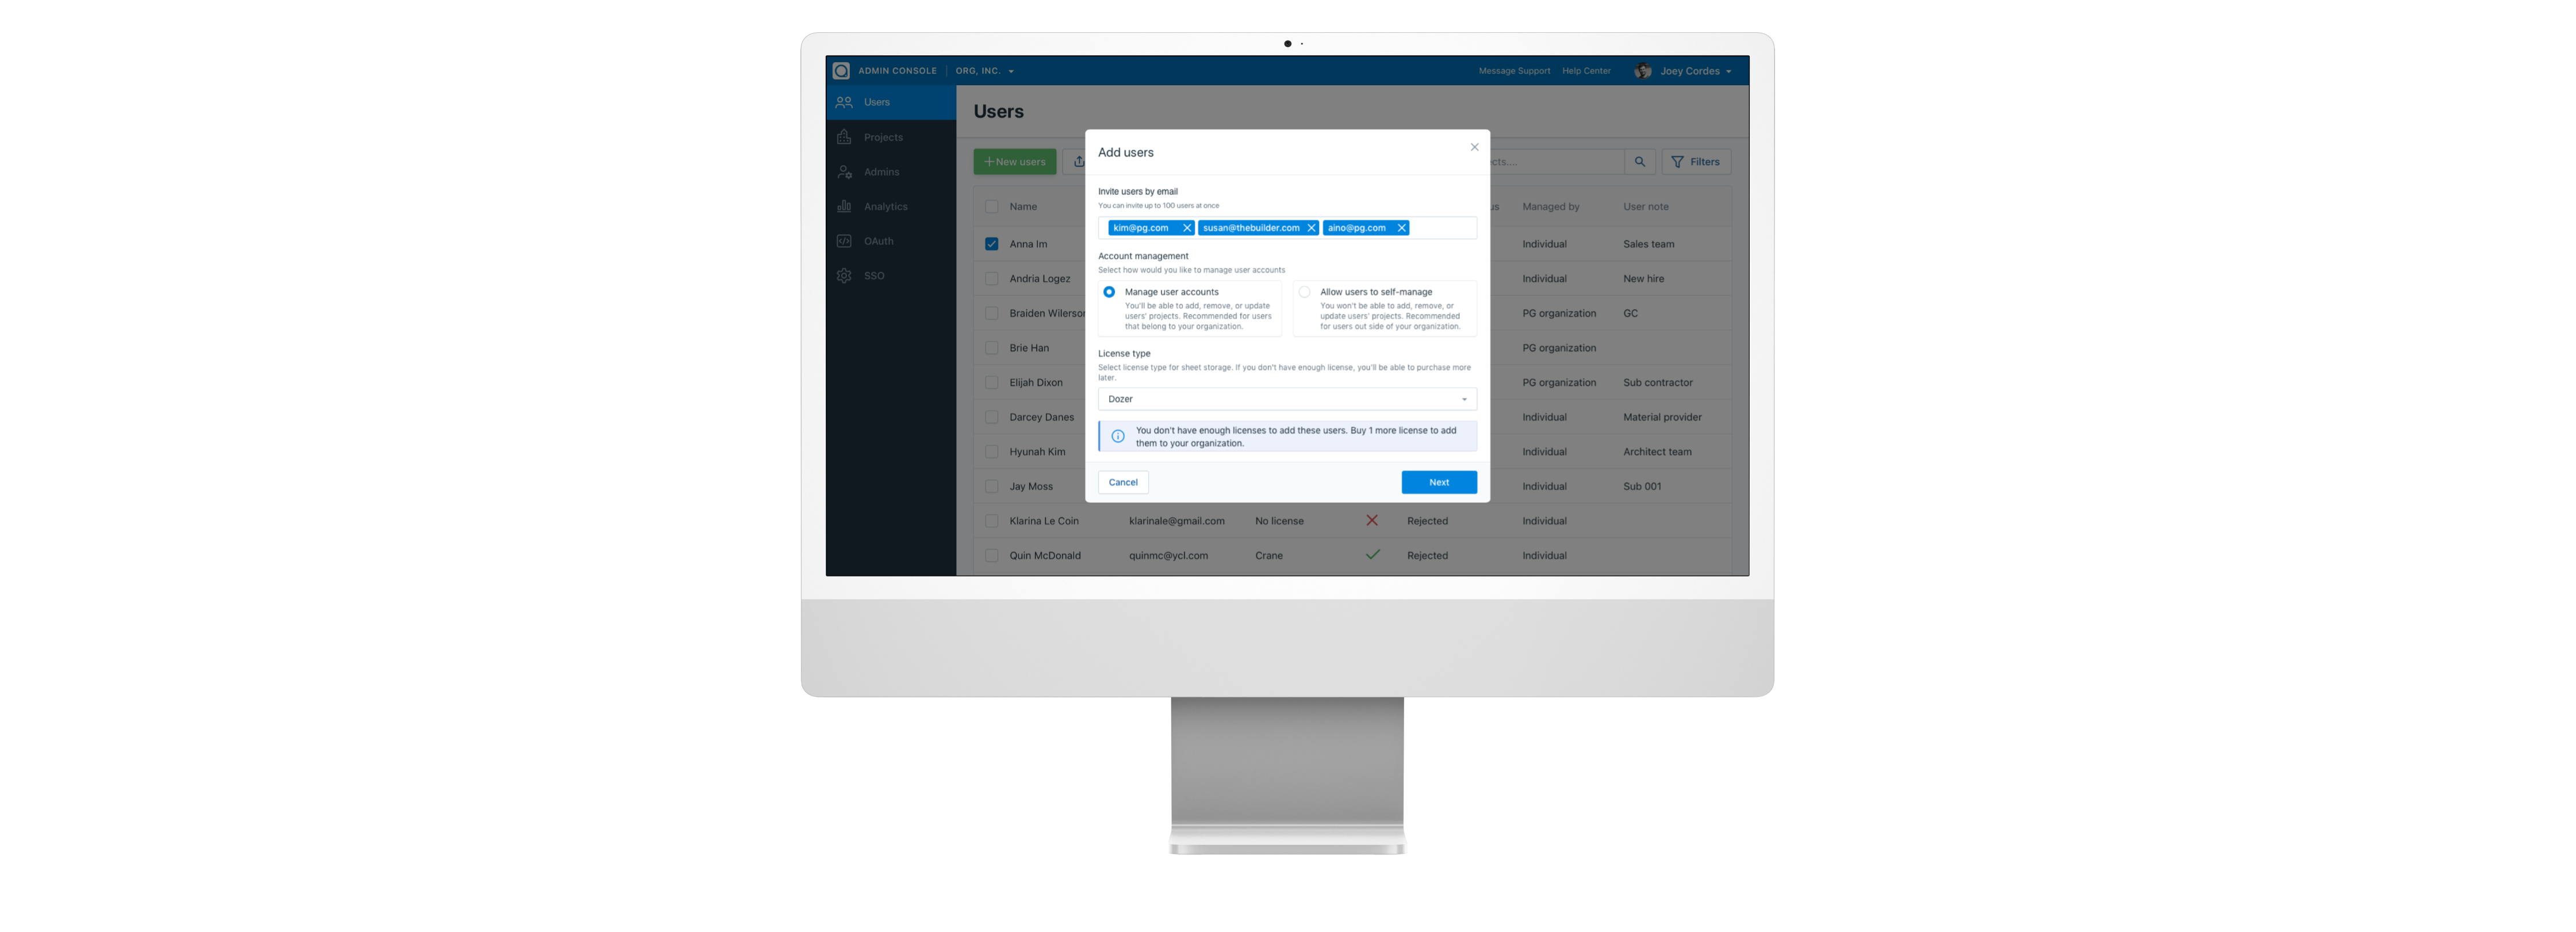 ADMIN CONSOLE
ORG, INC.
Message Support
Help Center
Joey Cordes
Users
Projects
Admins
Analytics
OAuth
SSO
Users
New users
Filters
Name
Managed by
User note
Anna Im
Individual
Sales team
Andria Logez
Individual
New hire
Braiden
PG organization
GC
Brie Han
PG organization
Elijah Dixon
PG organization
Sub contractor
Darcey Danes
Individual
Material provider
Hyunah Kim
Individual
Architect team
Jay Moss
Individual
Sub 001
Klarina Le Coin
klarinale@gmail.com
No license
Rejected
Individual
Quin McDonald
quinmc@ycl.com
Crane
Rejected
Individual
Add users
Invite users by email
You can invite up to 100 users at once
kim@pg.com
susan@thebuilder.com
aino@pg.com
Account management
Select how would you like to manage user accounts
Manage user accounts
You'll be able to add, remove, or update
users' projects. Recommended for users
that belong to your organization.
Allow users to self-manage
You won't be able to add, remove, or
update users' projects. Recommended
for users out side of your organization.
License type
Select license type for sheet storage. If you don't have enough license, you'll be able to purchase more
later.
Dozer
You don't have enough licenses to add these users. Buy 1 more license to add
them to your organization.
Cancel
Next